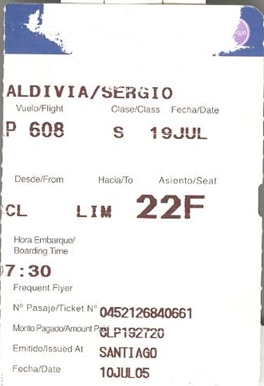 ALDIVIA/SERGIO
Vuelo/Flight Clase/Class Fecha/Date
P 608 S 19JUL
Desde/From Hacia/To Asiento/Seat
CL LIM 22F
Hora Embarque/
Boarding Time
7:30
Frequent Flyer
Nº Pasaje/Ticket Nº 0452126840661
Monto Pagado/Amount Paid CLP192720
Emitido/Issued At SANTIAGO
Fecha/Date 10JUL05